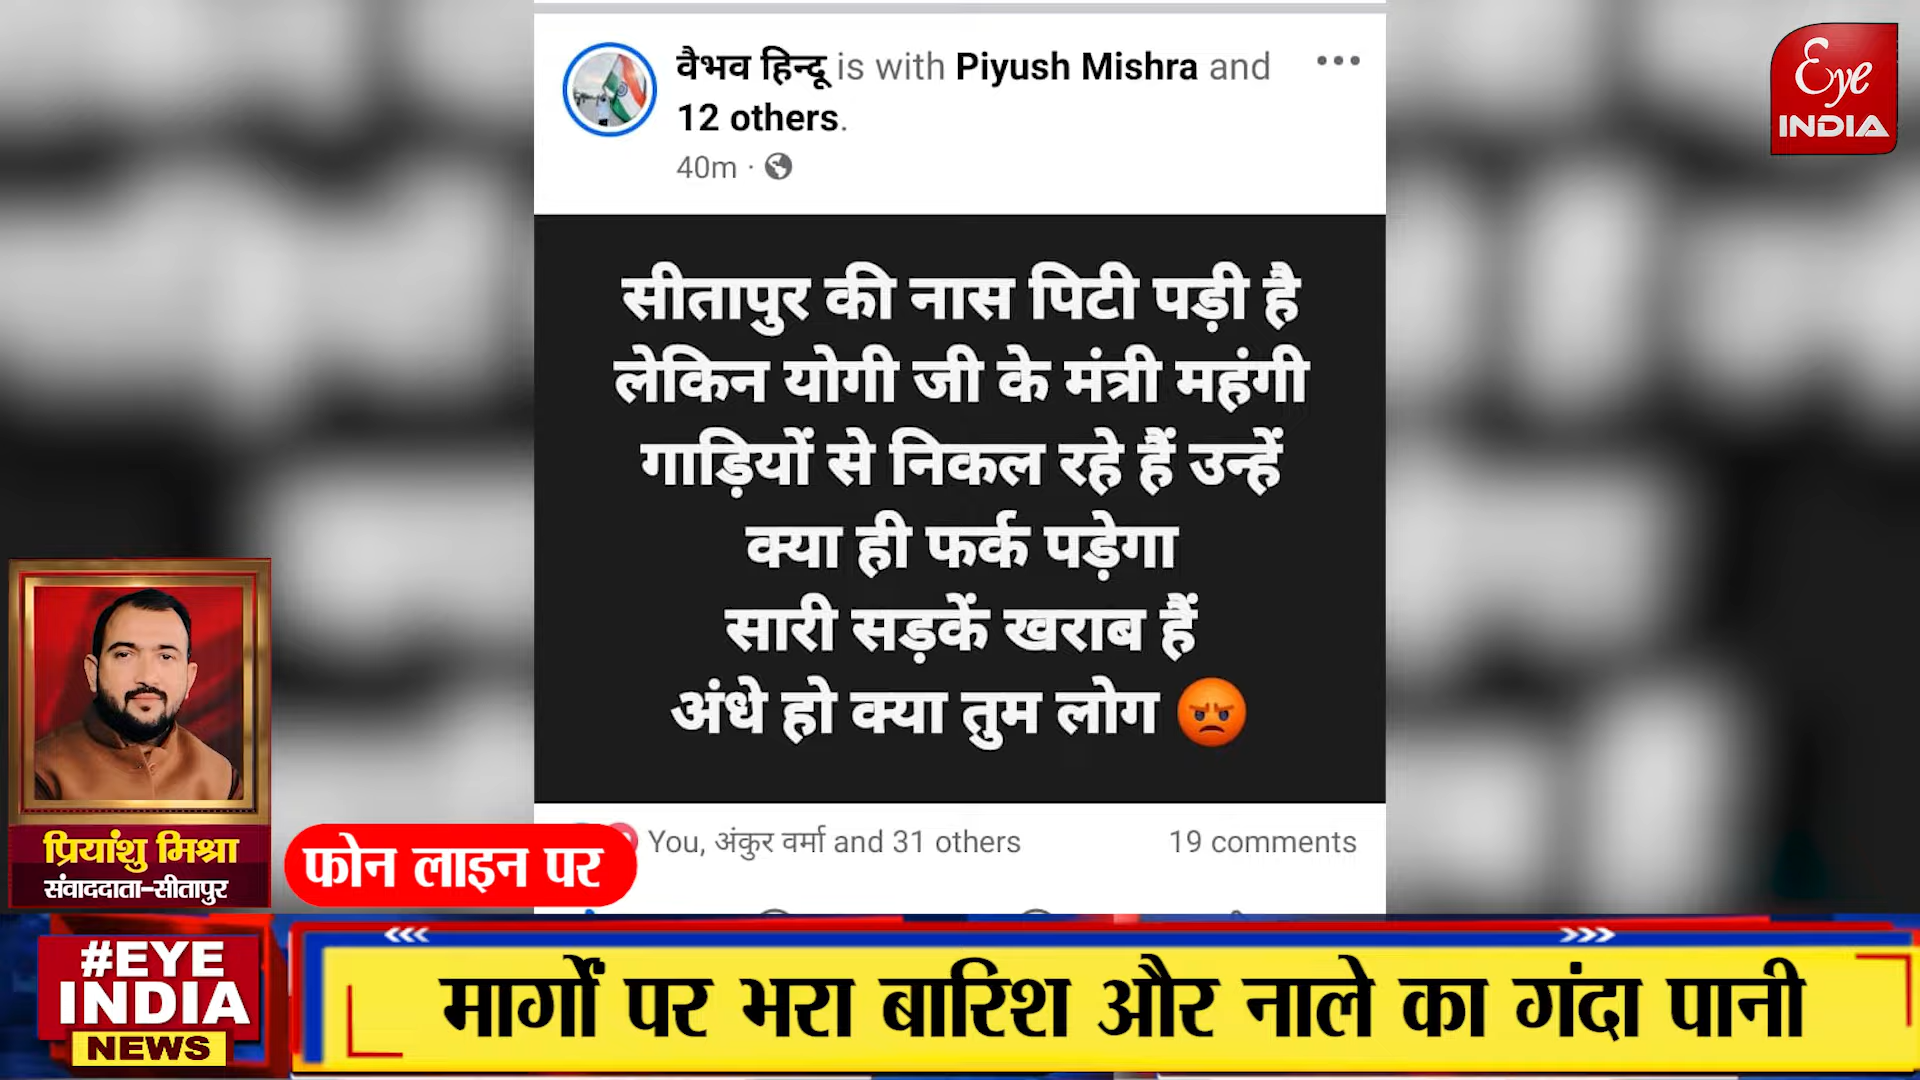 वैभव हिन्दू is with Piyush Mishra and
12 others.
40m ·
Eye
INDIA
सीतापुर की नास पिटी पड़ी है
लेकिन योगी जी के मंत्री महंगी
गाड़ियों से निकल रहे हैं उन्हें
क्या ही फर्क पड़ेगा
सारी सड़कें खराब हैं
अंधे हो क्या तुम लोग 😡
You, अंकुर वर्मा and 31 others
19 comments
प्रियांशु मिश्रा
संवाददाता-सीतापुर
फोन लाइन पर
#EYE
INDIA
NEWS
मार्गों पर भरा बारिश और नाले का गंदा पानी